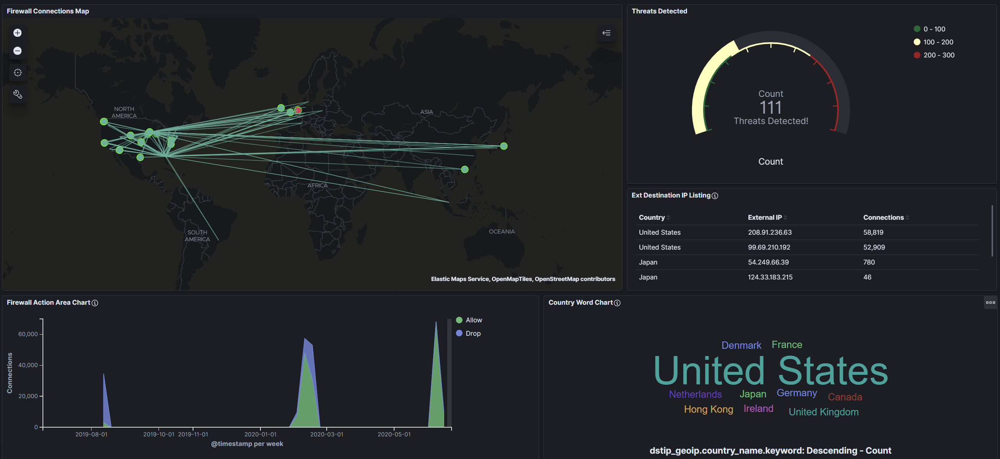 Firewall Connections Map
NORTH
AMERICA
ASIA
AFRICA
SOUTH
AMERICA
OCEANIA
Elastic Maps Service, OpenMapTiles, OpenStreetMap contributors
Threats Detected
0 - 100
100 - 200
200 - 300
Count
111
Threats Detected!
Count
Ext Destination IP Listing
Country External IP Connections
United States 208.91.236.63 58,819
United States 99.69.210.192 52,909
Japan 54.249.66.39 780
Japan 124.33.183.215 46
Firewall Action Area Chart
Allow
Drop
Connections
60,000
40,000
20,000
0
2019-08-01 2019-10-01 2019-11-01 2020-01-01 2020-03-01 2020-05-01
@timestamp per week
Country Word Chart
Denmark France
United States
Netherlands Japan Germany Canada
Hong Kong Ireland United Kingdom
dstip_geoip.country_name.keyword: Descending - Count